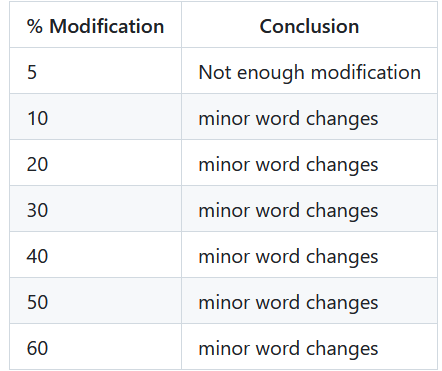 % Modification Conclusion
5 Not enough modification
10 minor word changes
20 minor word changes
30 minor word changes
40 minor word changes
50 minor word changes
60 minor word changes